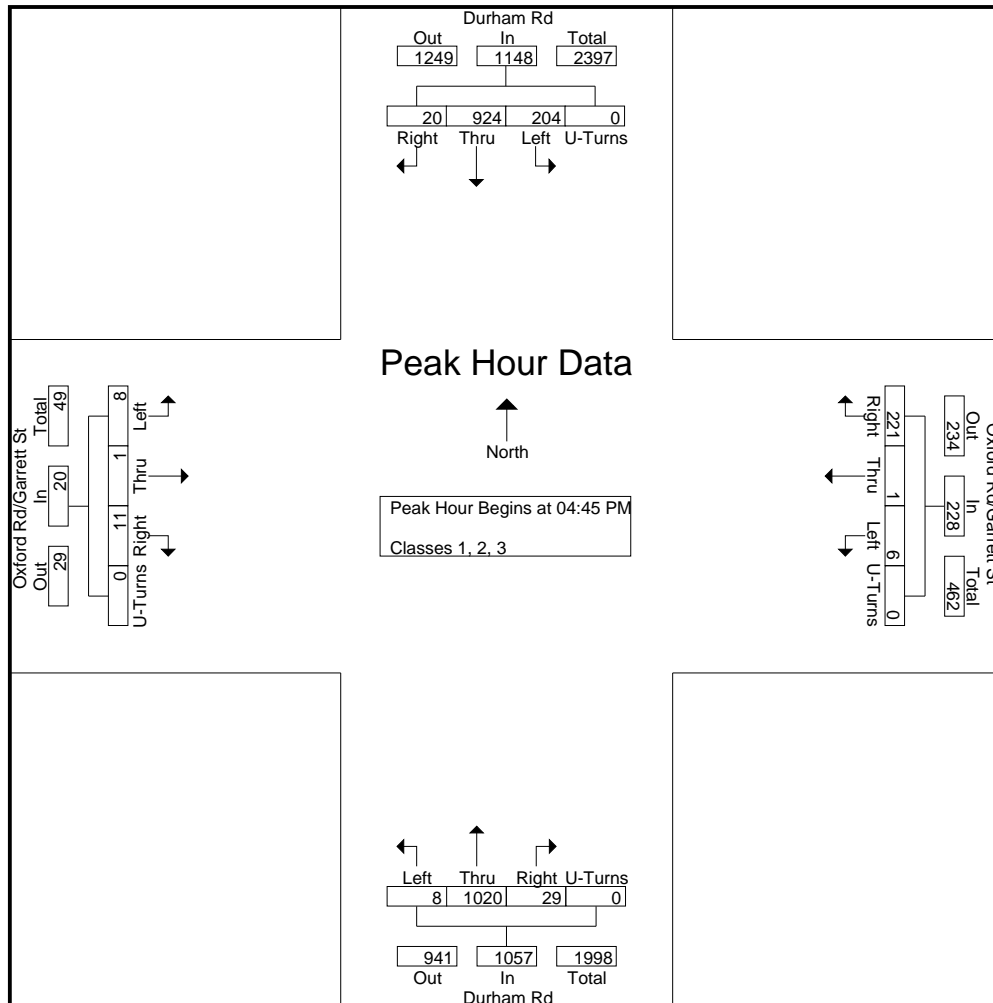 Durham Rd
Out In Total
1249 1148 2397
20 924 204 0
Right Thru Left U-Turns
Peak Hour Data
North
Peak Hour Begins at 04:45 PM
Classes 1, 2, 3
Oxford Rd/Garrett St
Out In Total
29 20 49
0 11 1 8
U-Turns Right Thru Left
Oxford Rd/Garrett St
Out In Total
234 228 462
221 1 6 0
Right Thru Left U-Turns
Left Thru Right U-Turns
8 1020 29 0
941 1057 1998
Out In Total
Durham Rd